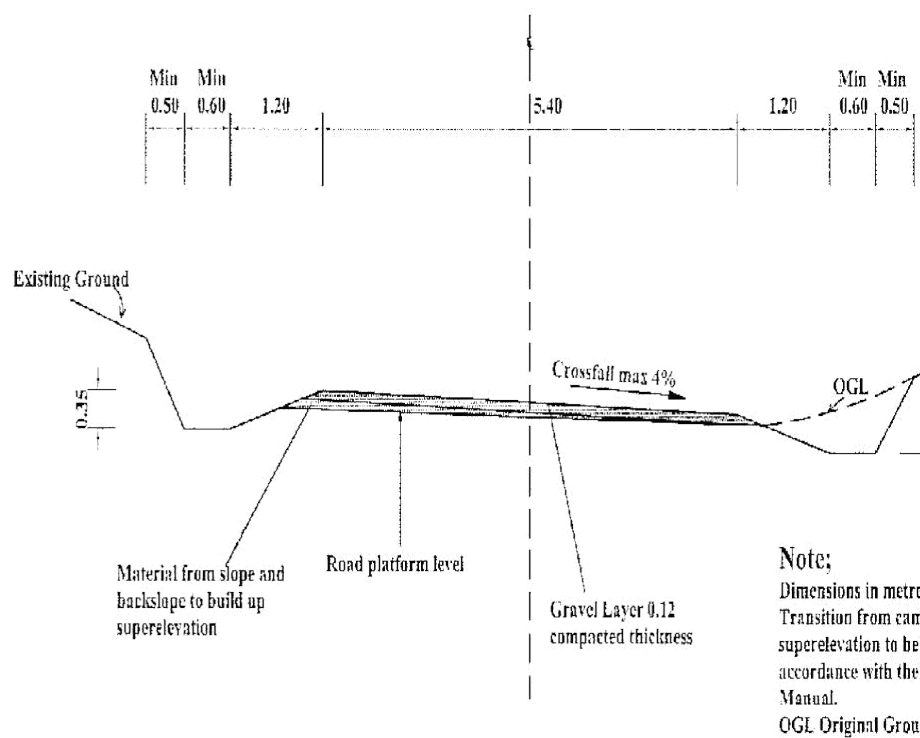 Min Min
0.50 0.60 1.20 5.40 1.20
Min Min
0.60 0.50
Existing Ground
Crossfall max 4%
OGL
0.35
Material from slope and
backslope to build up
superelevation
Road platform level
Gravel Layer 0.12
compacted thickness
Note;
Dimensions in metre
Transition from cam
superelevation to be
accordance with the
Manual.
OGL Original Groun